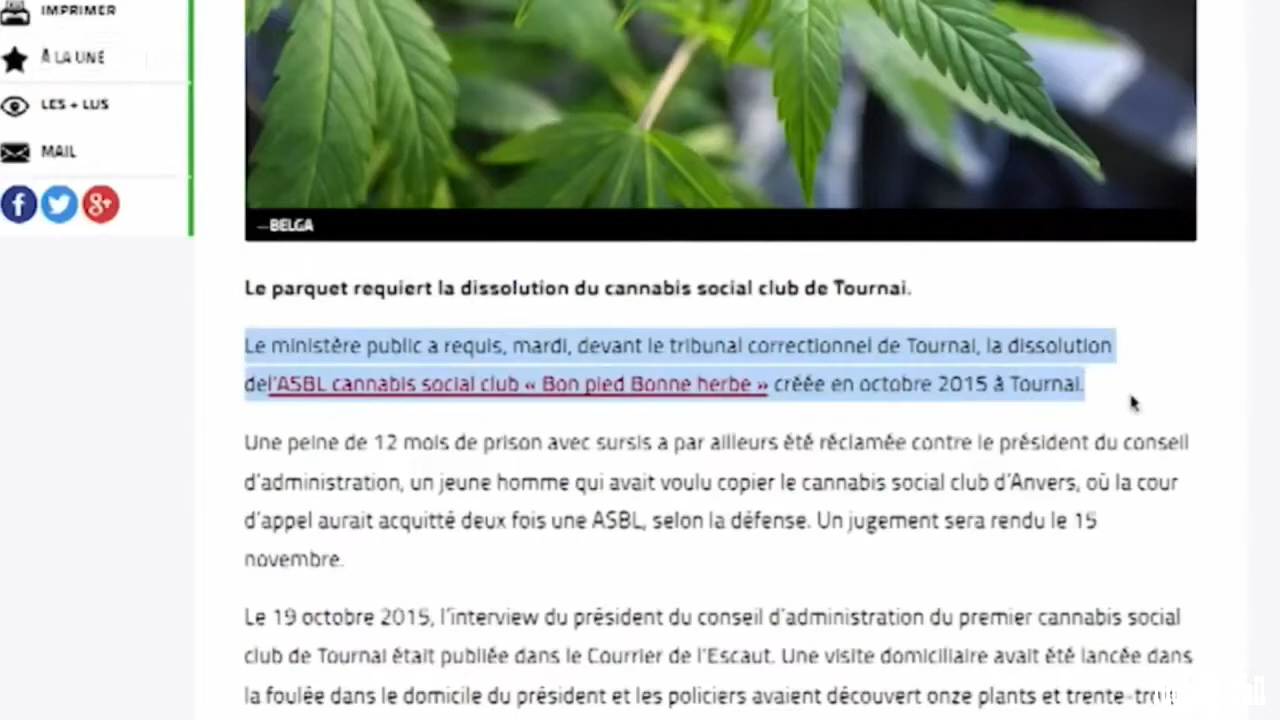 IMPRIMER
À LA UNE
LES + LUS
MAIL
f
8+
—BELGA
Le parquet requiert la dissolution du cannabis social club de Tournai.
Le ministère public a requis, mardi, devant le tribunal correctionnel de Tournai, la dissolution
del'ASBL cannabis social club « Bon pied Bonne herbe » créée en octobre 2015 à Tournai.
Une peine de 12 mois de prison avec sursis a par ailleurs été réclamée contre le président du conseil
d'administration, un jeune homme qui avait voulu copier le cannabis social club d'Anvers, où la cour
d'appel aurait acquitté deux fois une ASBL, selon la défense. Un jugement sera rendu le 15
novembre.
Le 19 octobre 2015, l'interview du président du conseil d'administration du premier cannabis social
club de Tournai était publiée dans le Courrier de l'Escaut. Une visite domiciliaire avait été lancée dans
la foulée dans le domicile du président et les policiers avaient découvert onze plants et